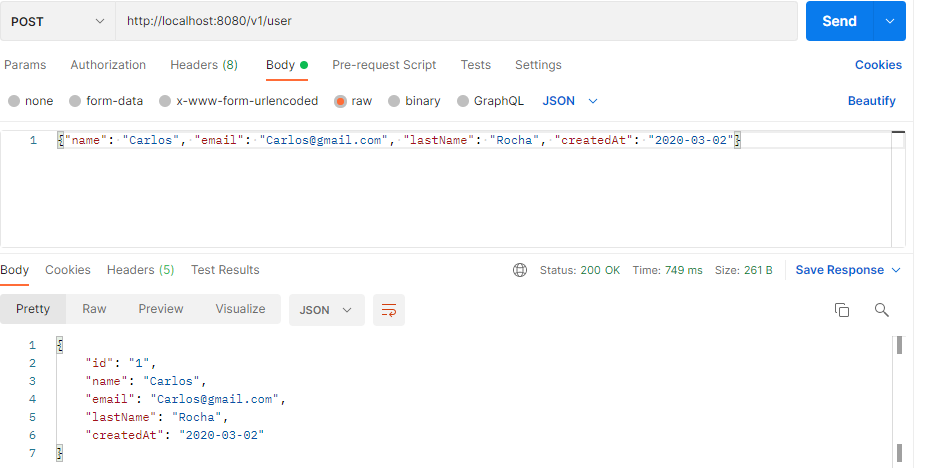 POST http://localhost:8080/v1/user Send
Params Authorization Headers (8) Body Pre-request Script Tests Settings Cookies
none form-data x-www-form-urlencoded raw binary GraphQL JSON Beautify
1 {"name": "Carlos", "email": "Carlos@gmail.com", "lastName": "Rocha", "createdAt": "2020-03-02"}
Body Cookies Headers (5) Test Results Status: 200 OK Time: 749 ms Size: 261 B Save Response
Pretty Raw Preview Visualize JSON
1 {
2 "id": "1",
3 "name": "Carlos",
4 "email": "Carlos@gmail.com",
5 "lastName": "Rocha",
6 "createdAt": "2020-03-02"
7 }